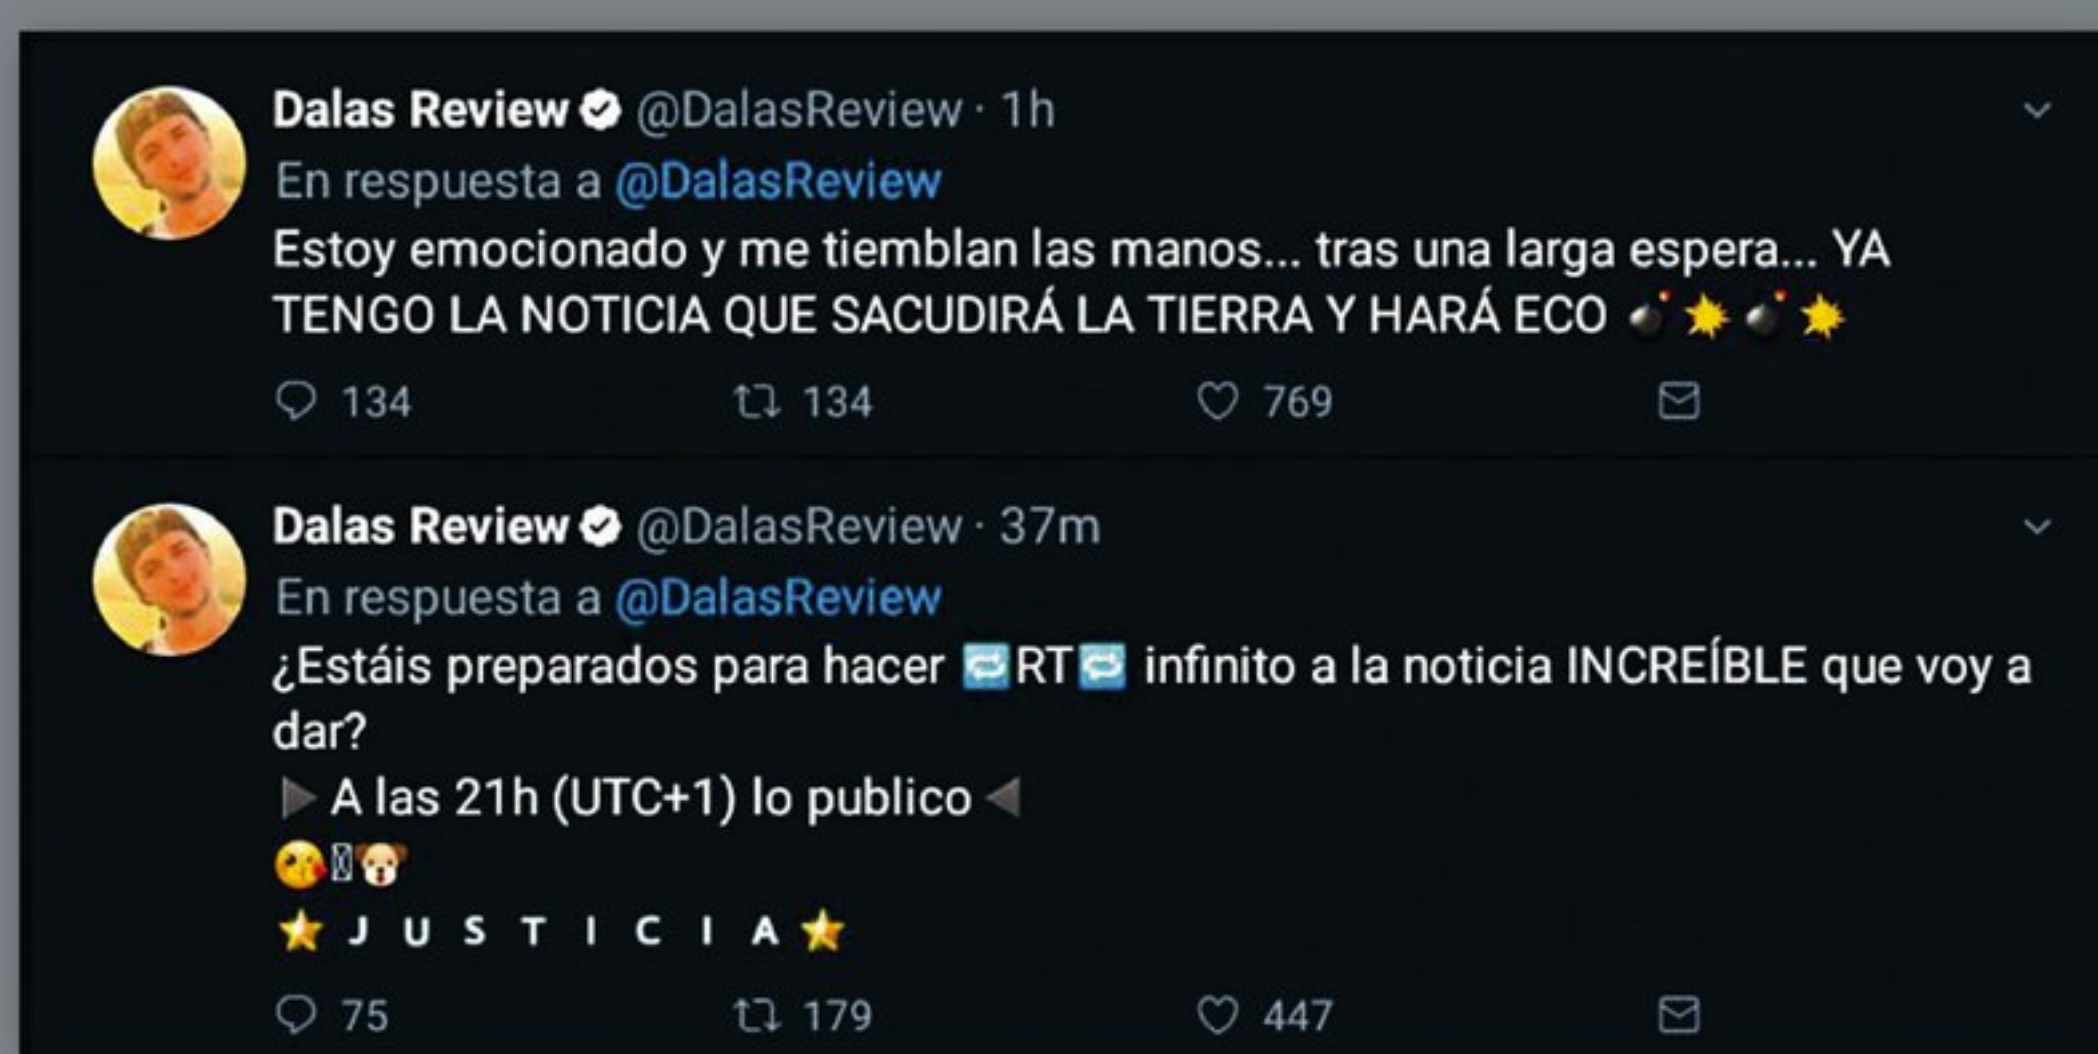 Dalas Review @DalasReview · 1h
En respuesta a @DalasReview
Estoy emocionado y me tiemblan las manos... tras una larga espera... YA
TENGO LA NOTICIA QUE SACUDIRÁ LA TIERRA Y HARÁ ECO 💣💥💣💥
134 134 769
Dalas Review @DalasReview · 37m
En respuesta a @DalasReview
¿Estáis preparados para hacer 🔁RT🔁 infinito a la noticia INCREÍBLE que voy a
dar?
▶ A las 21h (UTC+1) lo publico ◀
😘🐶
⭐ J U S T I C I A ⭐
75 179 447